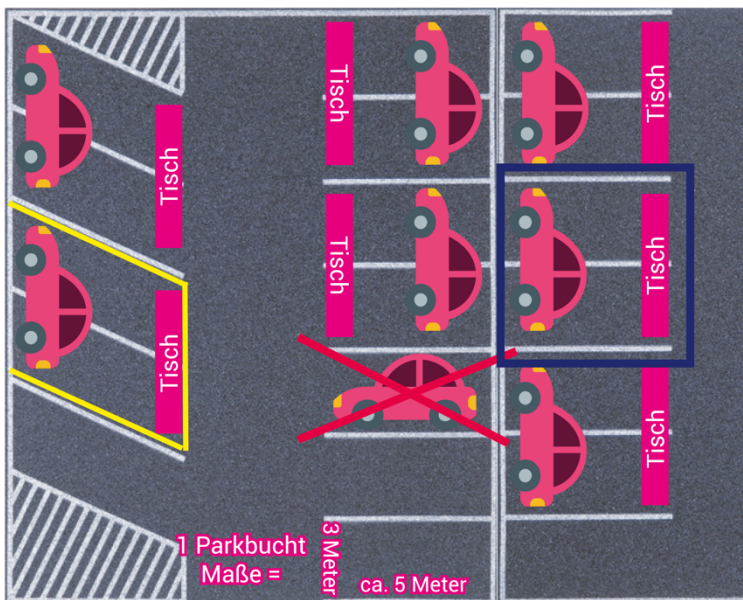 Tisch
Tisch
Tisch
Tisch
Tisch
Tisch
Tisch
1 Parkbucht
Maße =
3 Meter
ca. 5 Meter